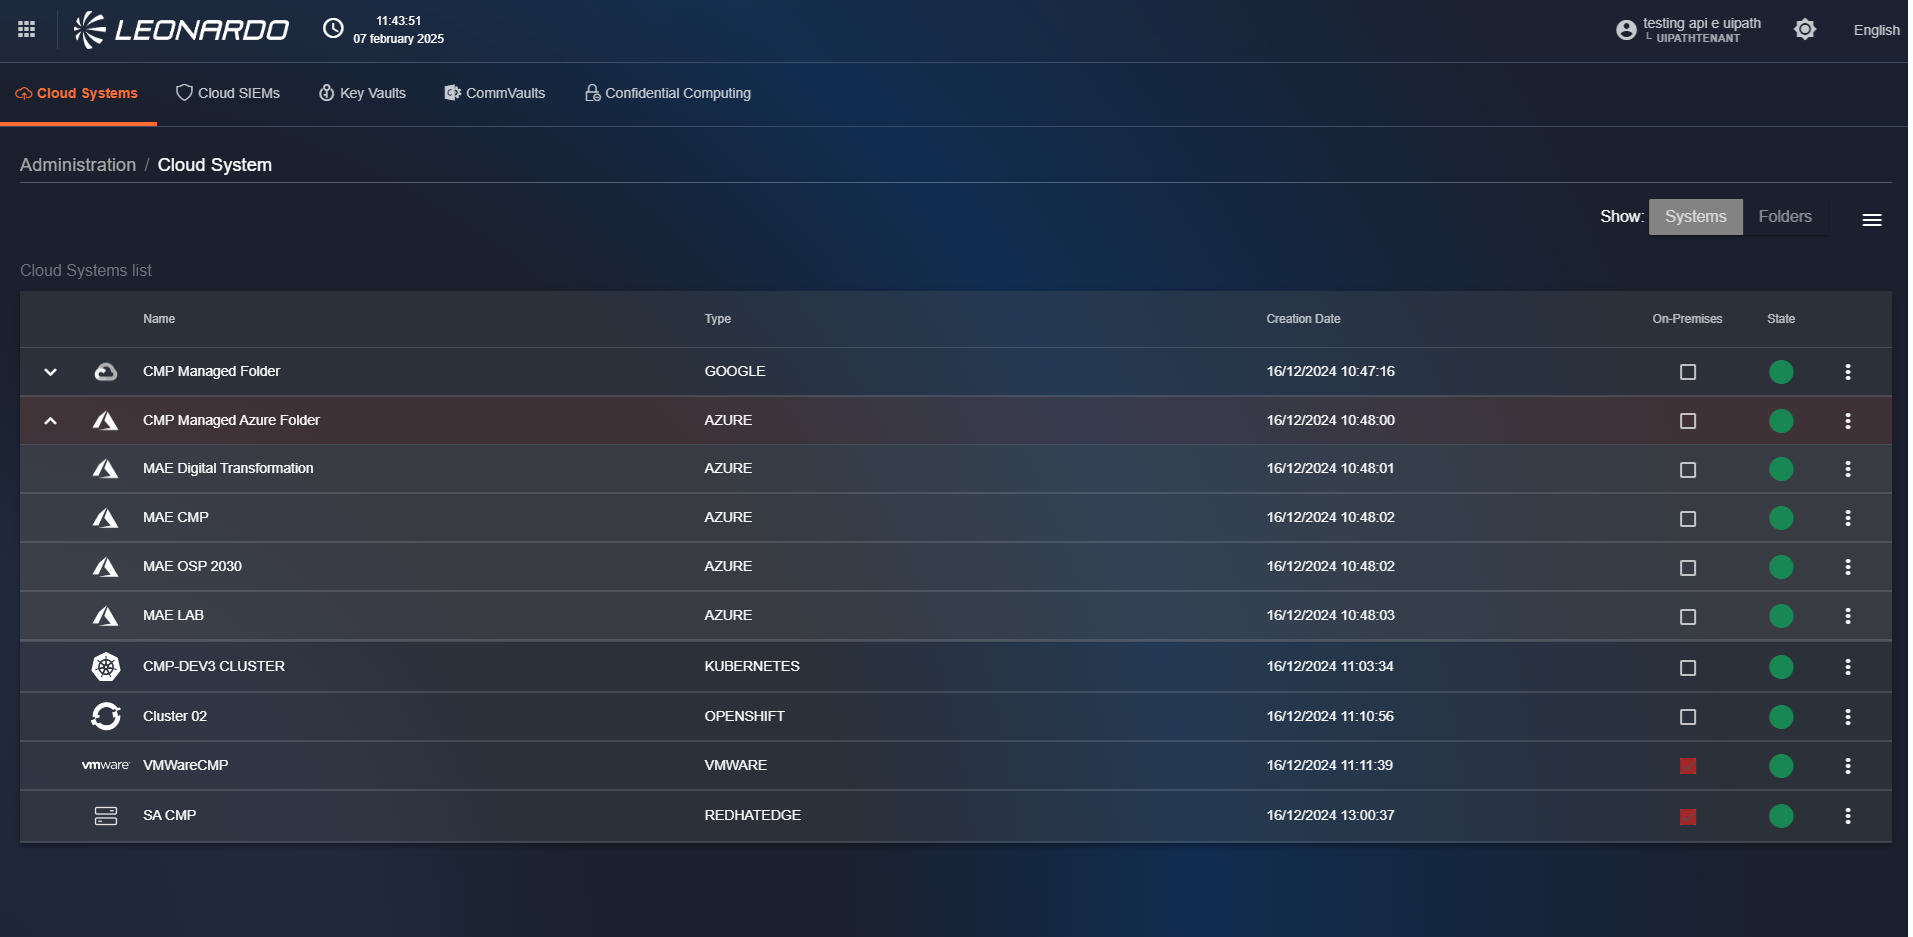 LEONARDO
11:43:51
07 february 2025
testing api e uipath
└ UIPATHTENANT
English
Cloud Systems
Cloud SIEMs
Key Vaults
CommVaults
Confidential Computing
Administration / Cloud System
Show: Systems Folders
Cloud Systems list
Name Type Creation Date On-Premises State
CMP Managed Folder GOOGLE 16/12/2024 10:47:16
CMP Managed Azure Folder AZURE 16/12/2024 10:48:00
MAE Digital Transformation AZURE 16/12/2024 10:48:01
MAE CMP AZURE 16/12/2024 10:48:02
MAE OSP 2030 AZURE 16/12/2024 10:48:02
MAE LAB AZURE 16/12/2024 10:48:03
CMP-DEV3 CLUSTER KUBERNETES 16/12/2024 11:03:34
Cluster 02 OPENSHIFT 16/12/2024 11:10:56
vmware VMWareCMP VMWARE 16/12/2024 11:11:39
SA CMP REDHATEDGE 16/12/2024 13:00:37